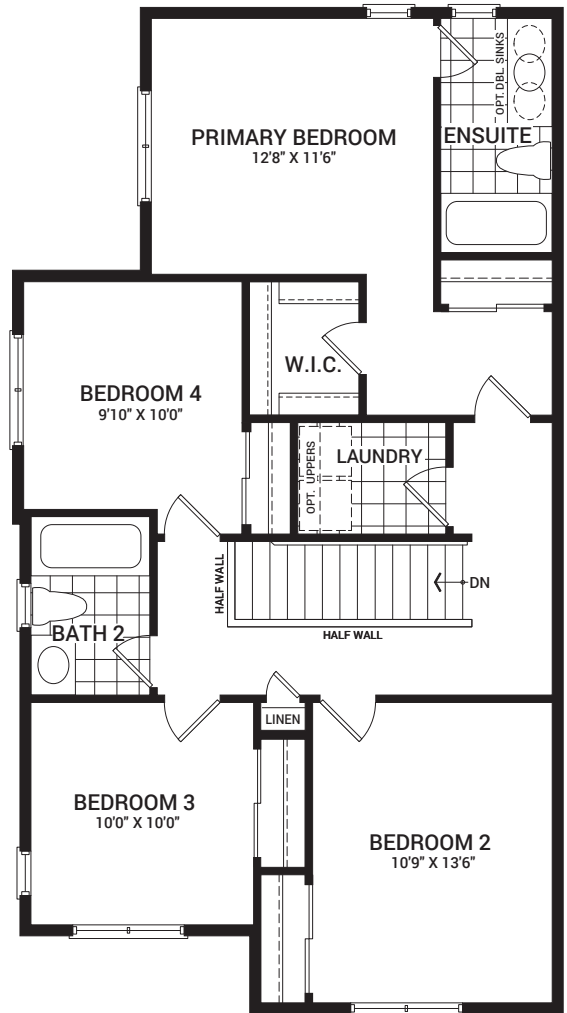 OPT. DBL SINKS
PRIMARY BEDROOM
12'8" X 11'6"
ENSUITE
W.I.C.
BEDROOM 4
9'10" X 10'0"
LAUNDRY
OPT. UPPERS
HALF WALL
DN
HALF WALL
BATH 2
LINEN
BEDROOM 3
10'0" X 10'0"
BEDROOM 2
10'9" X 13'6"